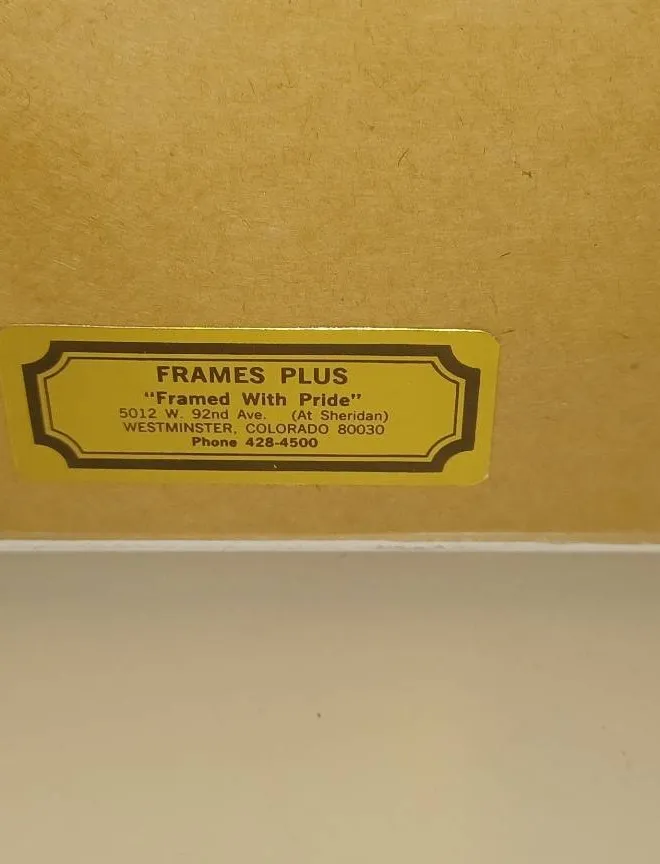 FRAMES PLUS
"Framed With Pride"
5012 W. 92nd Ave. (At Sheridan)
WESTMINSTER, COLORADO 80030
Phone 428-4500